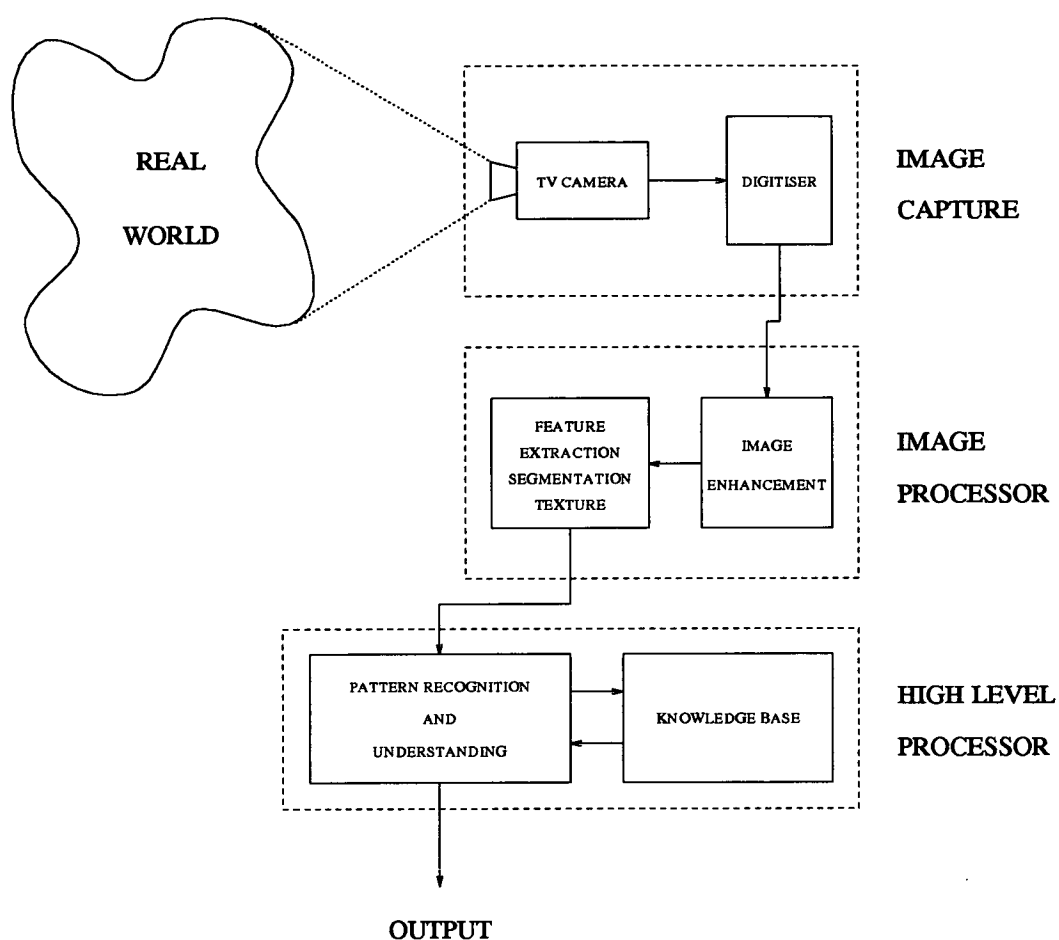 REAL
WORLD
TV CAMERA
DIGITISER
IMAGE
CAPTURE
FEATURE
EXTRACTION
SEGMENTATION
TEXTURE
IMAGE
ENHANCEMENT
IMAGE
PROCESSOR
PATTERN RECOGNITION
AND
UNDERSTANDING
KNOWLEDGE BASE
HIGH LEVEL
PROCESSOR
OUTPUT